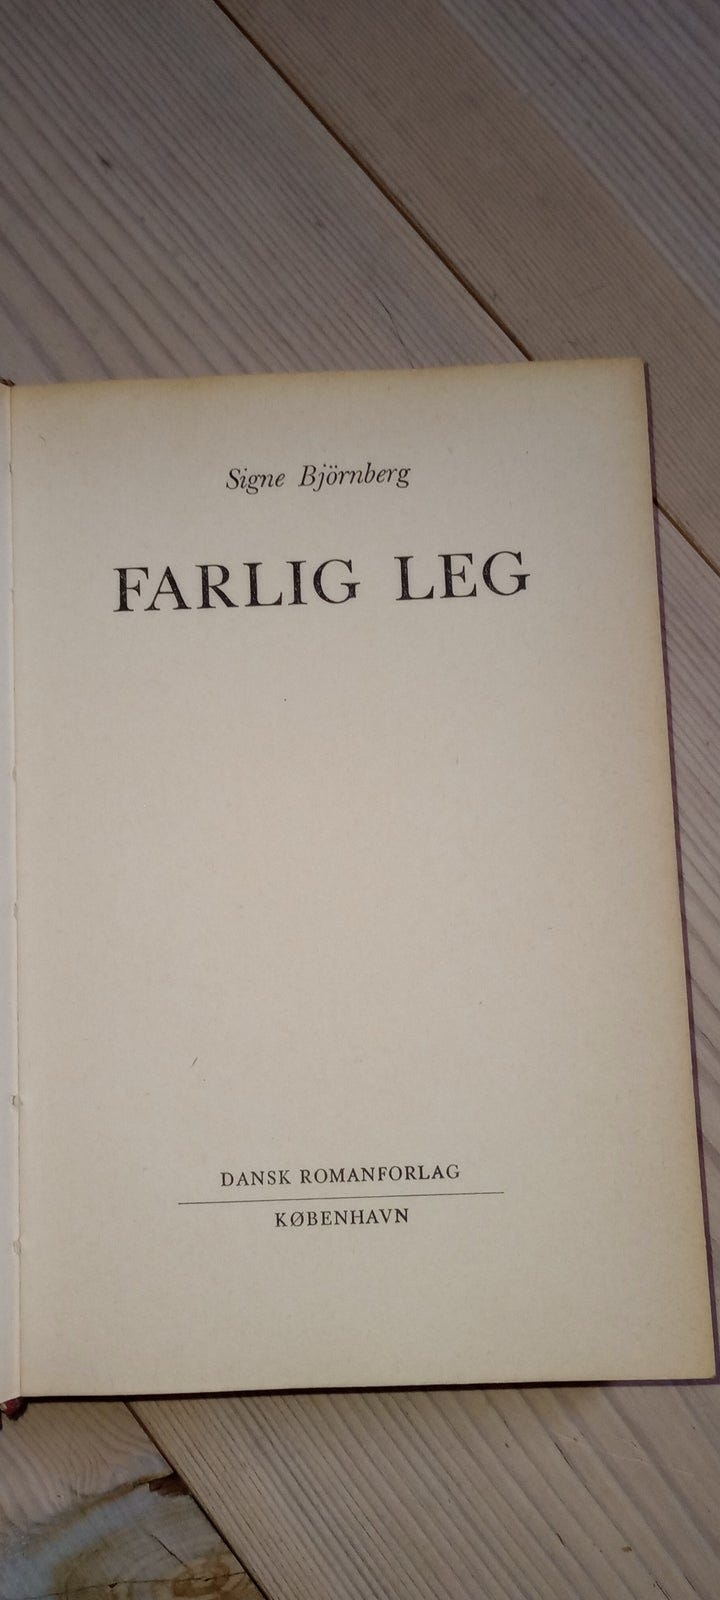 Signe Björnberg
FARLIG LEG
DANSK ROMANFORLAG
KØBENHAVN